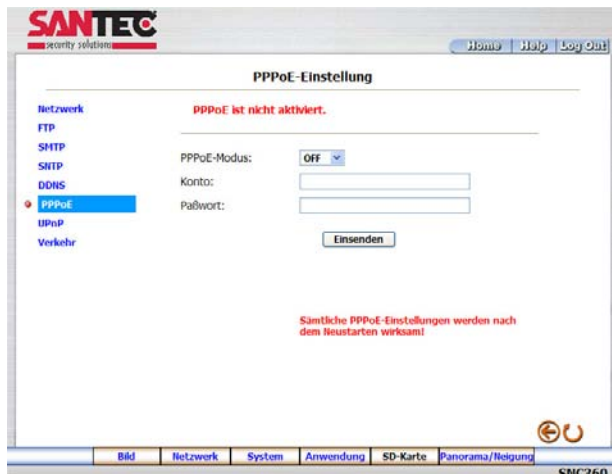 SANTEC
security solutions
Home Help Log Out
PPPoE-Einstellung
Netzwerk
FTP
SMTP
SNTP
DDNS
PPPoE
UPnP
Verkehr
PPPoE ist nicht aktiviert.
PPPoE-Modus: OFF
Konto:
Paßwort:
Einsenden
Sämtliche PPPoE-Einstellungen werden nach
dem Neustarten wirksam!
Bild Netzwerk System Anwendung SD-Karte Panorama/Neigung
SNC260